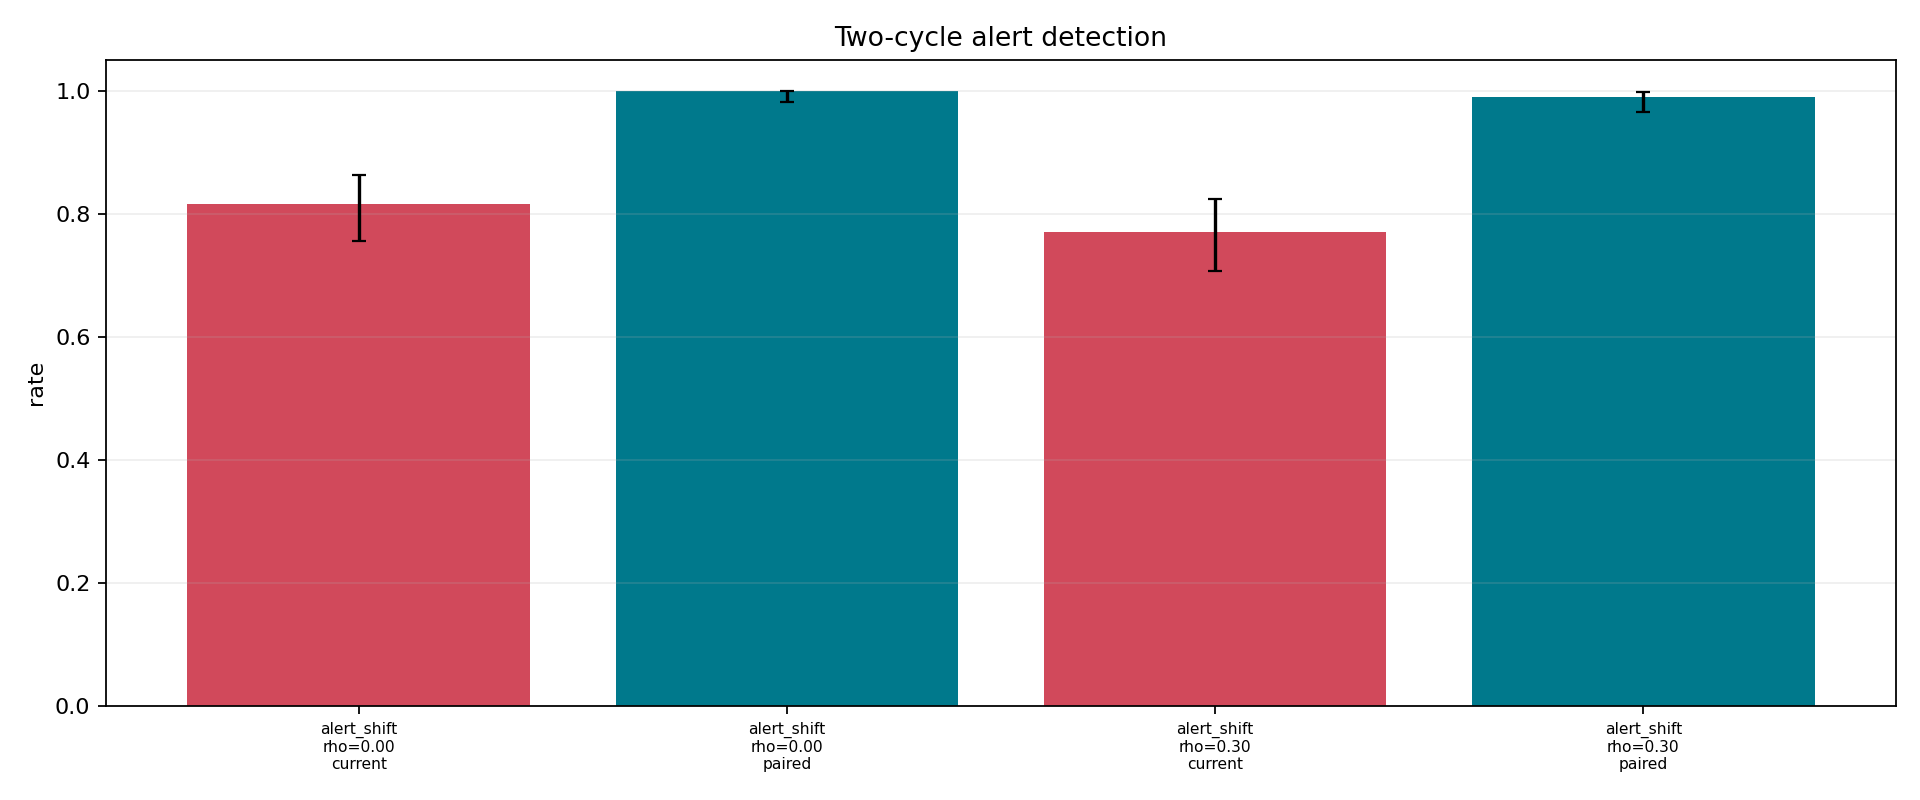 Two-cycle alert detection
rate
1.0
0.8
0.6
0.4
0.2
0.0
alert_shift
rho=0.00
current
alert_shift
rho=0.00
paired
alert_shift
rho=0.30
current
alert_shift
rho=0.30
paired